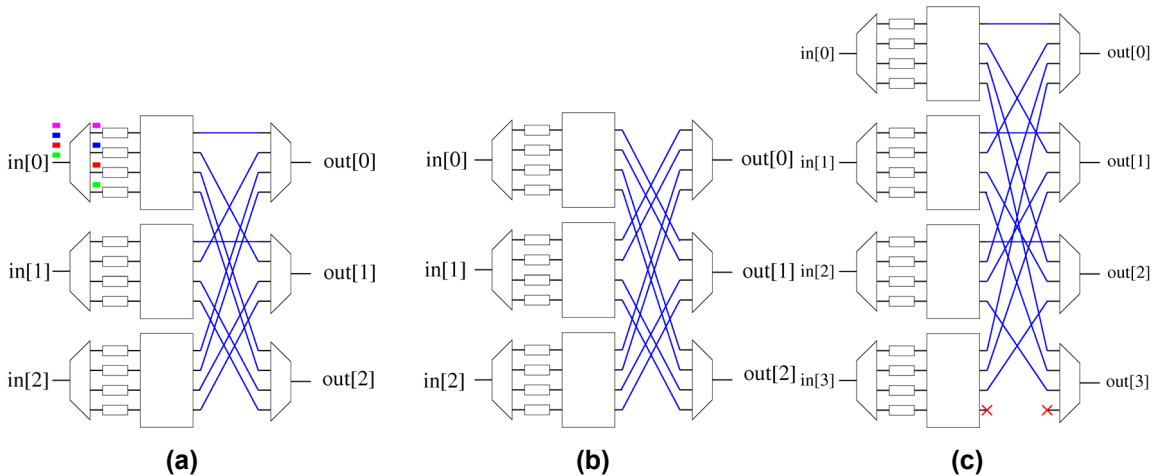 in[0]
out[0]
in[1]
out[1]
in[2]
out[2]
(a)
in[0]
out[0]
in[1]
out[1]
in[2]
out[2]
(b)
in[0]
out[0]
in[1]
out[1]
in[2]
out[2]
in[3]
out[3]
(c)